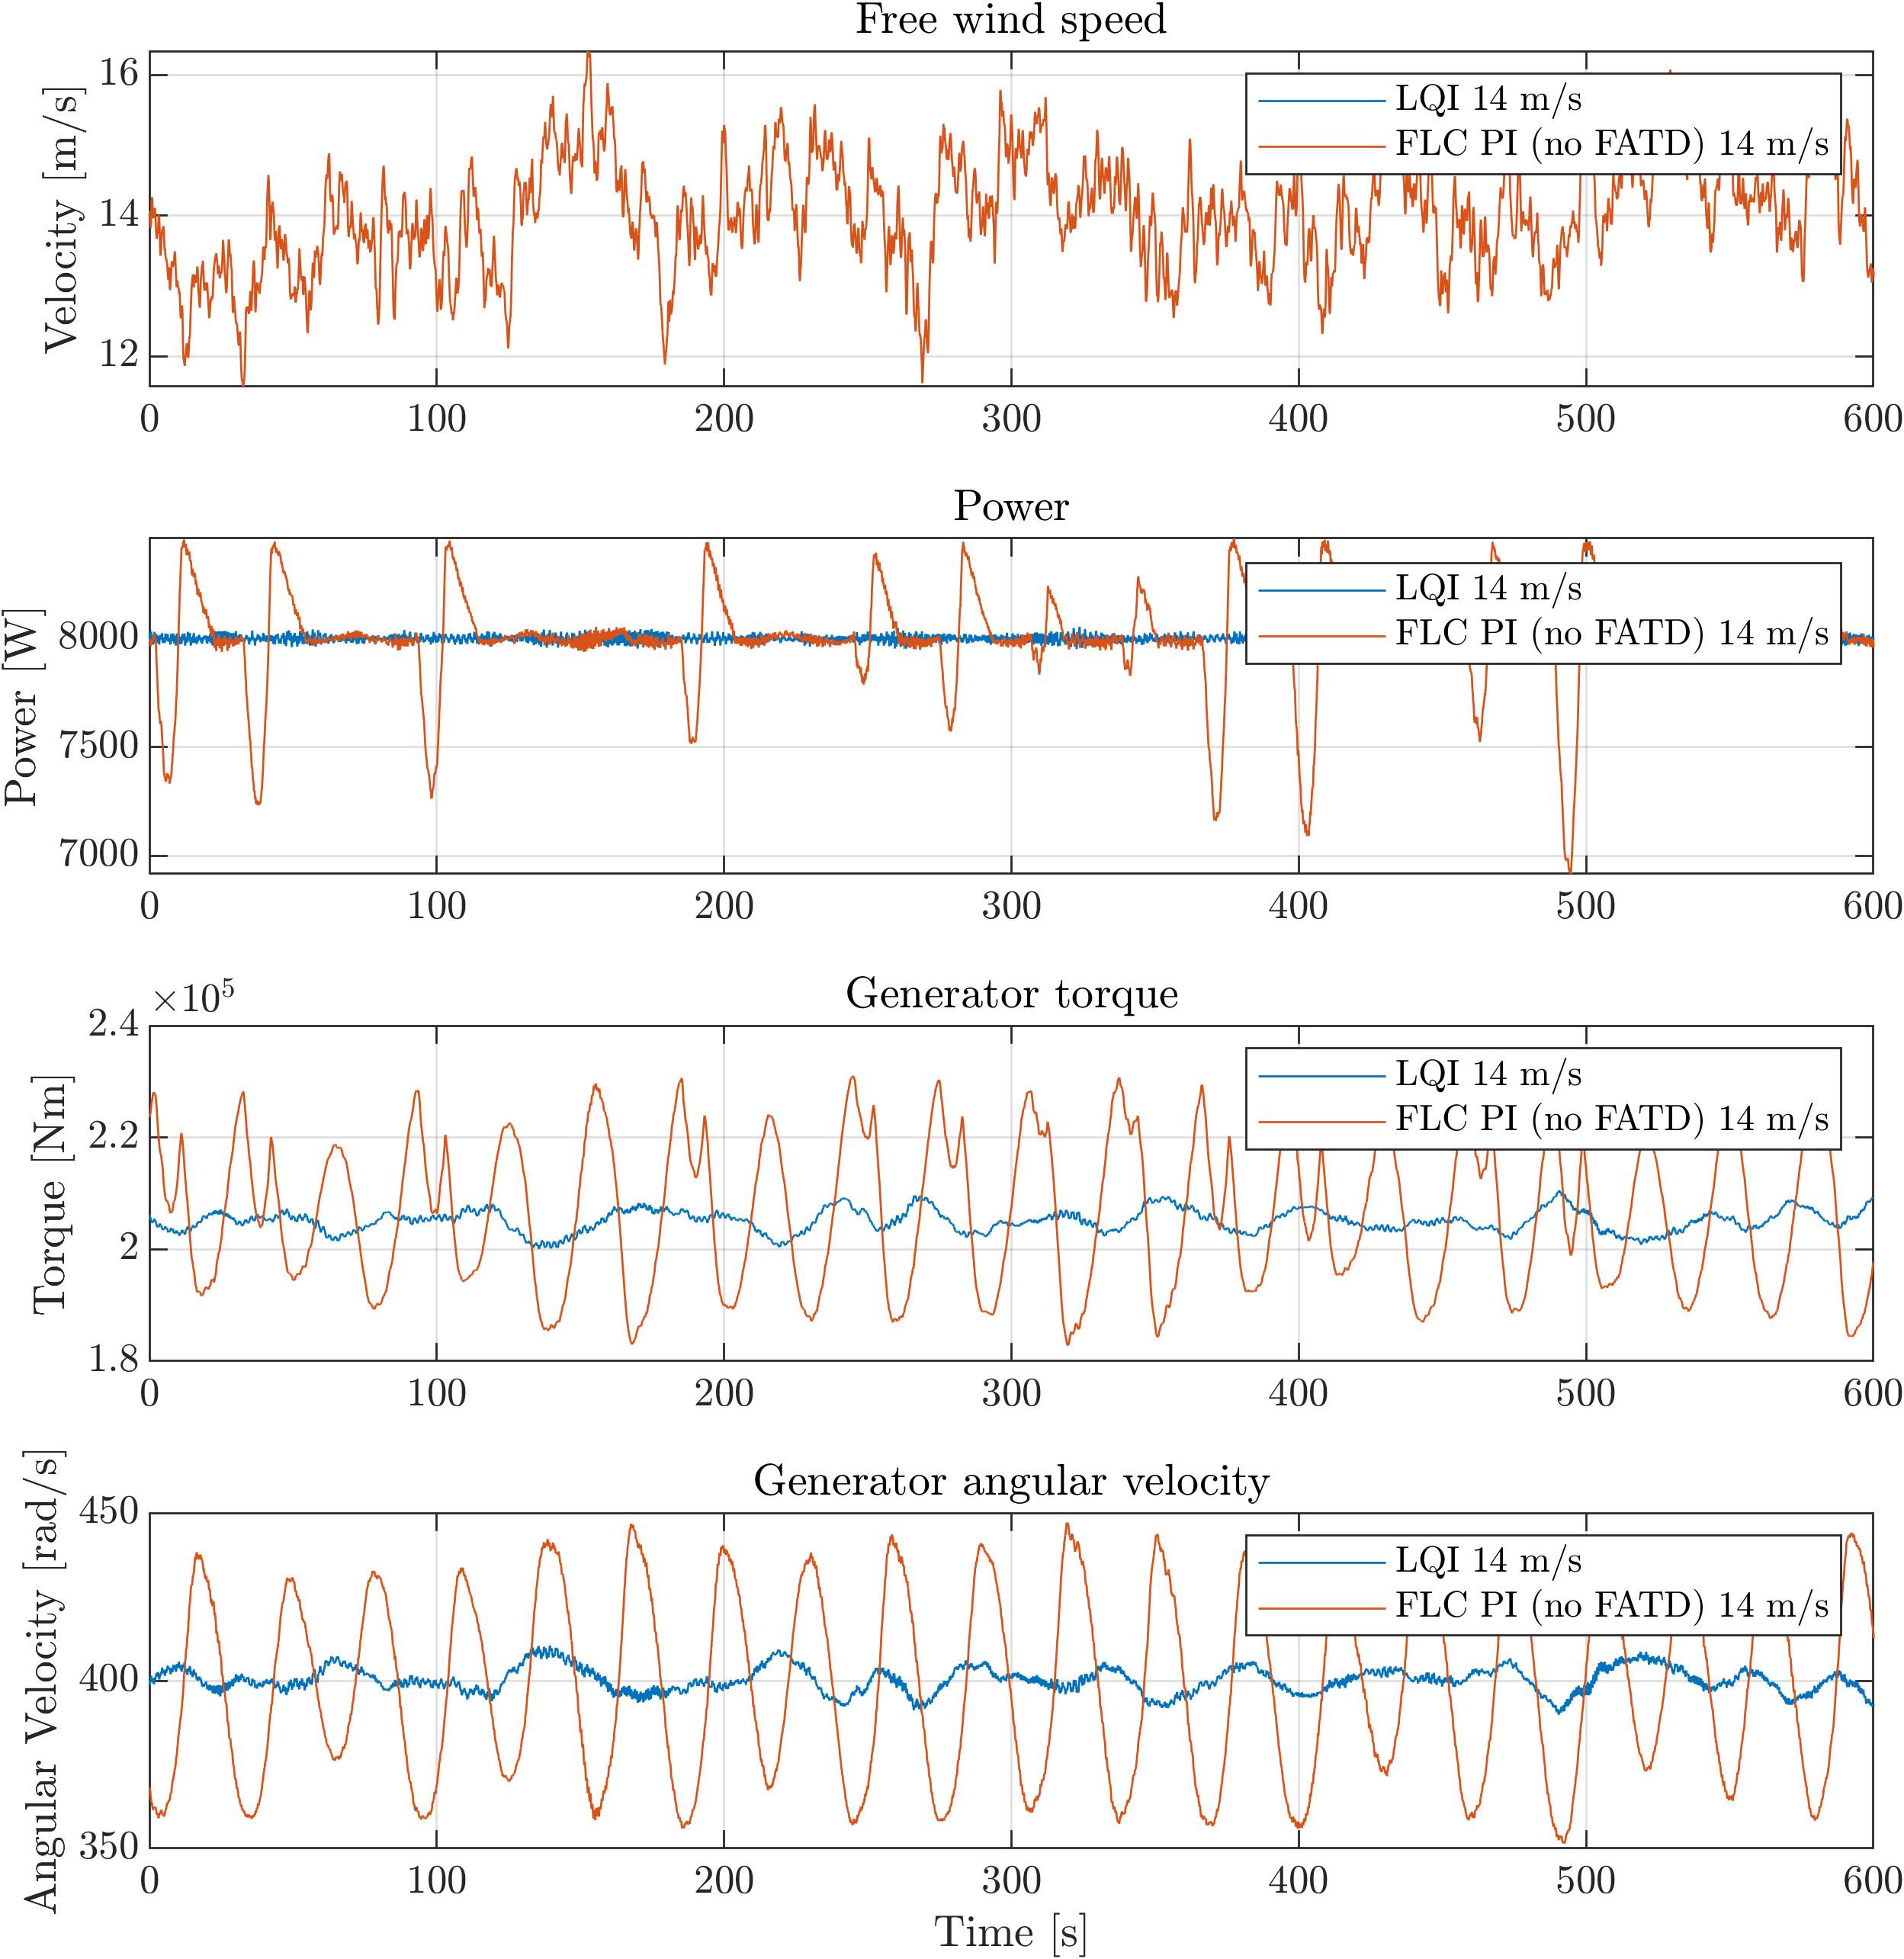 Free wind speed
Velocity [m/s]
16
14
12
LQI 14 m/s
FLC PI (no FATD) 14 m/s
0 100 200 300 400 500 600
Power
Power [W]
8000
7500
7000
LQI 14 m/s
FLC PI (no FATD) 14 m/s
0 100 200 300 400 500 600
Generator torque
×10⁵
Torque [Nm]
2.4
2.2
2
1.8
LQI 14 m/s
FLC PI (no FATD) 14 m/s
0 100 200 300 400 500 600
Generator angular velocity
Angular Velocity [rad/s]
450
400
350
LQI 14 m/s
FLC PI (no FATD) 14 m/s
0 100 200 300 400 500 600
Time [s]